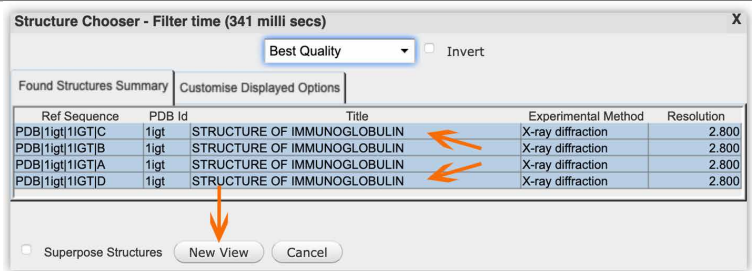 Structure Chooser - Filter time (341 milli secs) X
Best Quality Invert
Found Structures Summary Customise Displayed Options
Ref Sequence PDB Id Title Experimental Method Resolution
PDB|1igt|1IGT|C 1igt STRUCTURE OF IMMUNOGLOBULIN X-ray diffraction 2.800
PDB|1igt|1IGT|B 1igt STRUCTURE OF IMMUNOGLOBULIN X-ray diffraction 2.800
PDB|1igt|1IGT|A 1igt STRUCTURE OF IMMUNOGLOBULIN X-ray diffraction 2.800
PDB|1igt|1IGT|D 1igt STRUCTURE OF IMMUNOGLOBULIN X-ray diffraction 2.800
Superpose Structures New View Cancel